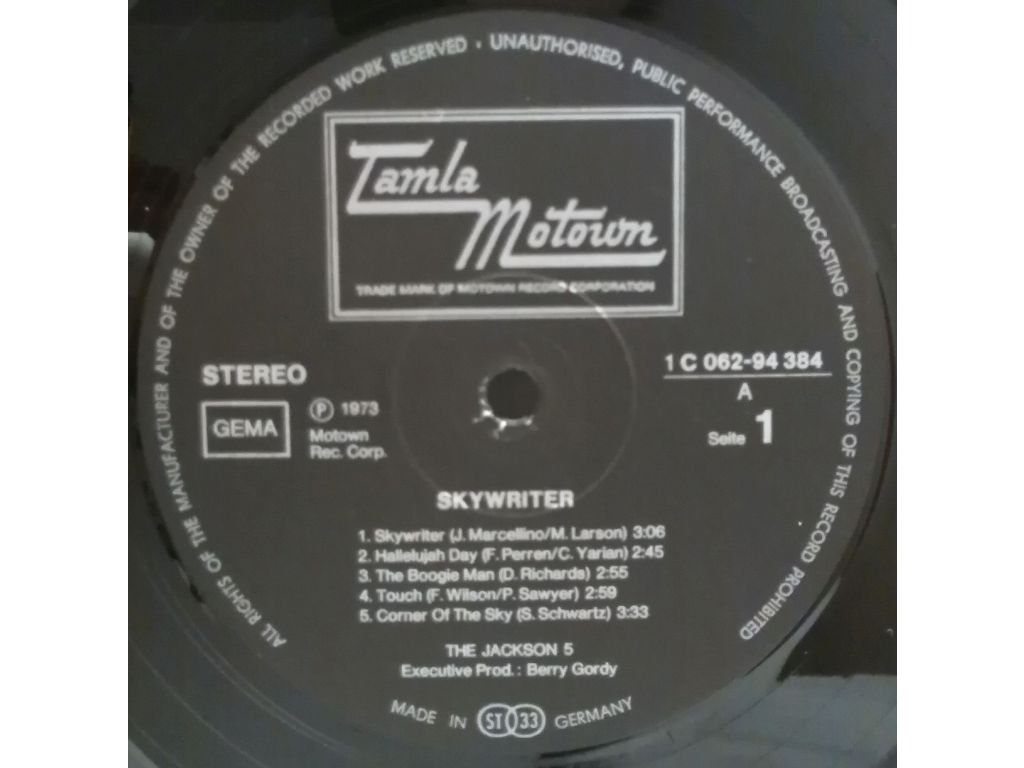 ALL RIGHTS OF THE MANUFACTURER AND OF THE OWNER OF THE RECORDED WORK RESERVED · UNAUTHORISED, PUBLIC PERFORMANCE BROADCASTING AND COPYING OF THIS RECORD PROHIBITED
Tamla
Motown
TRADE MARK OF MOTOWN RECORD CORPORATION
STEREO
GEMA
Ⓟ 1973
Motown
Rec. Corp.
1 C 062-94 384
A
Seite 1
SKYWRITER
1. Skywriter (J. Marcellino/M. Larson) 3:06
2. Hallelujah Day (F. Perren/C. Yarian) 2:45
3. The Boogie Man (D. Richards) 2:55
4. Touch (F. Wilson/P. Sawyer) 2:59
5. Corner Of The Sky (S. Schwartz) 3:33
THE JACKSON 5
Executive Prod.: Berry Gordy
MADE IN ST 33 GERMANY